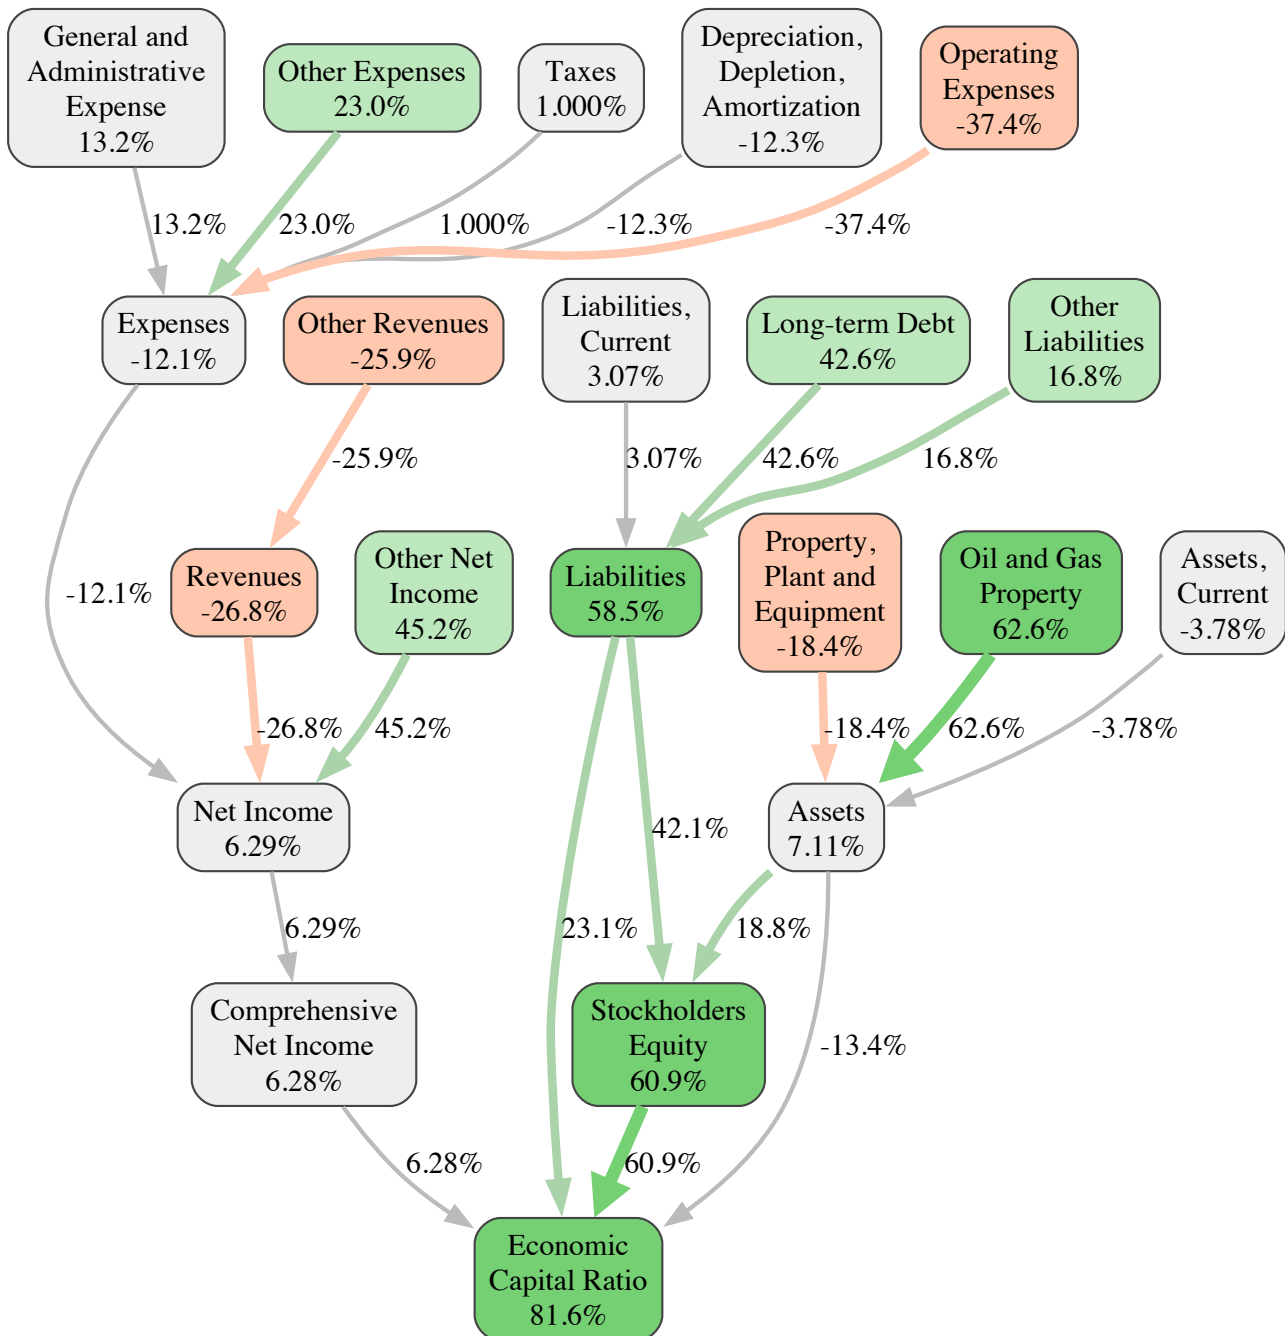 General and
Administrative
Expense
13.2%
Other Expenses
23.0%
Taxes
1.000%
Depreciation,
Depletion,
Amortization
-12.3%
Operating
Expenses
-37.4%
13.2%
23.0%
1.000%
-12.3%
-37.4%
Expenses
-12.1%
Other Revenues
-25.9%
Liabilities,
Current
3.07%
Long-term Debt
42.6%
Other
Liabilities
16.8%
-25.9%
3.07%
42.6%
16.8%
-12.1%
Revenues
-26.8%
Other Net
Income
45.2%
Liabilities
58.5%
Property,
Plant and
Equipment
-18.4%
Oil and Gas
Property
62.6%
Assets,
Current
-3.78%
-26.8%
45.2%
-18.4%
62.6%
-3.78%
Net Income
6.29%
42.1%
Assets
7.11%
6.29%
23.1%
18.8%
Comprehensive
Net Income
6.28%
Stockholders
Equity
60.9%
-13.4%
6.28%
60.9%
Economic
Capital Ratio
81.6%